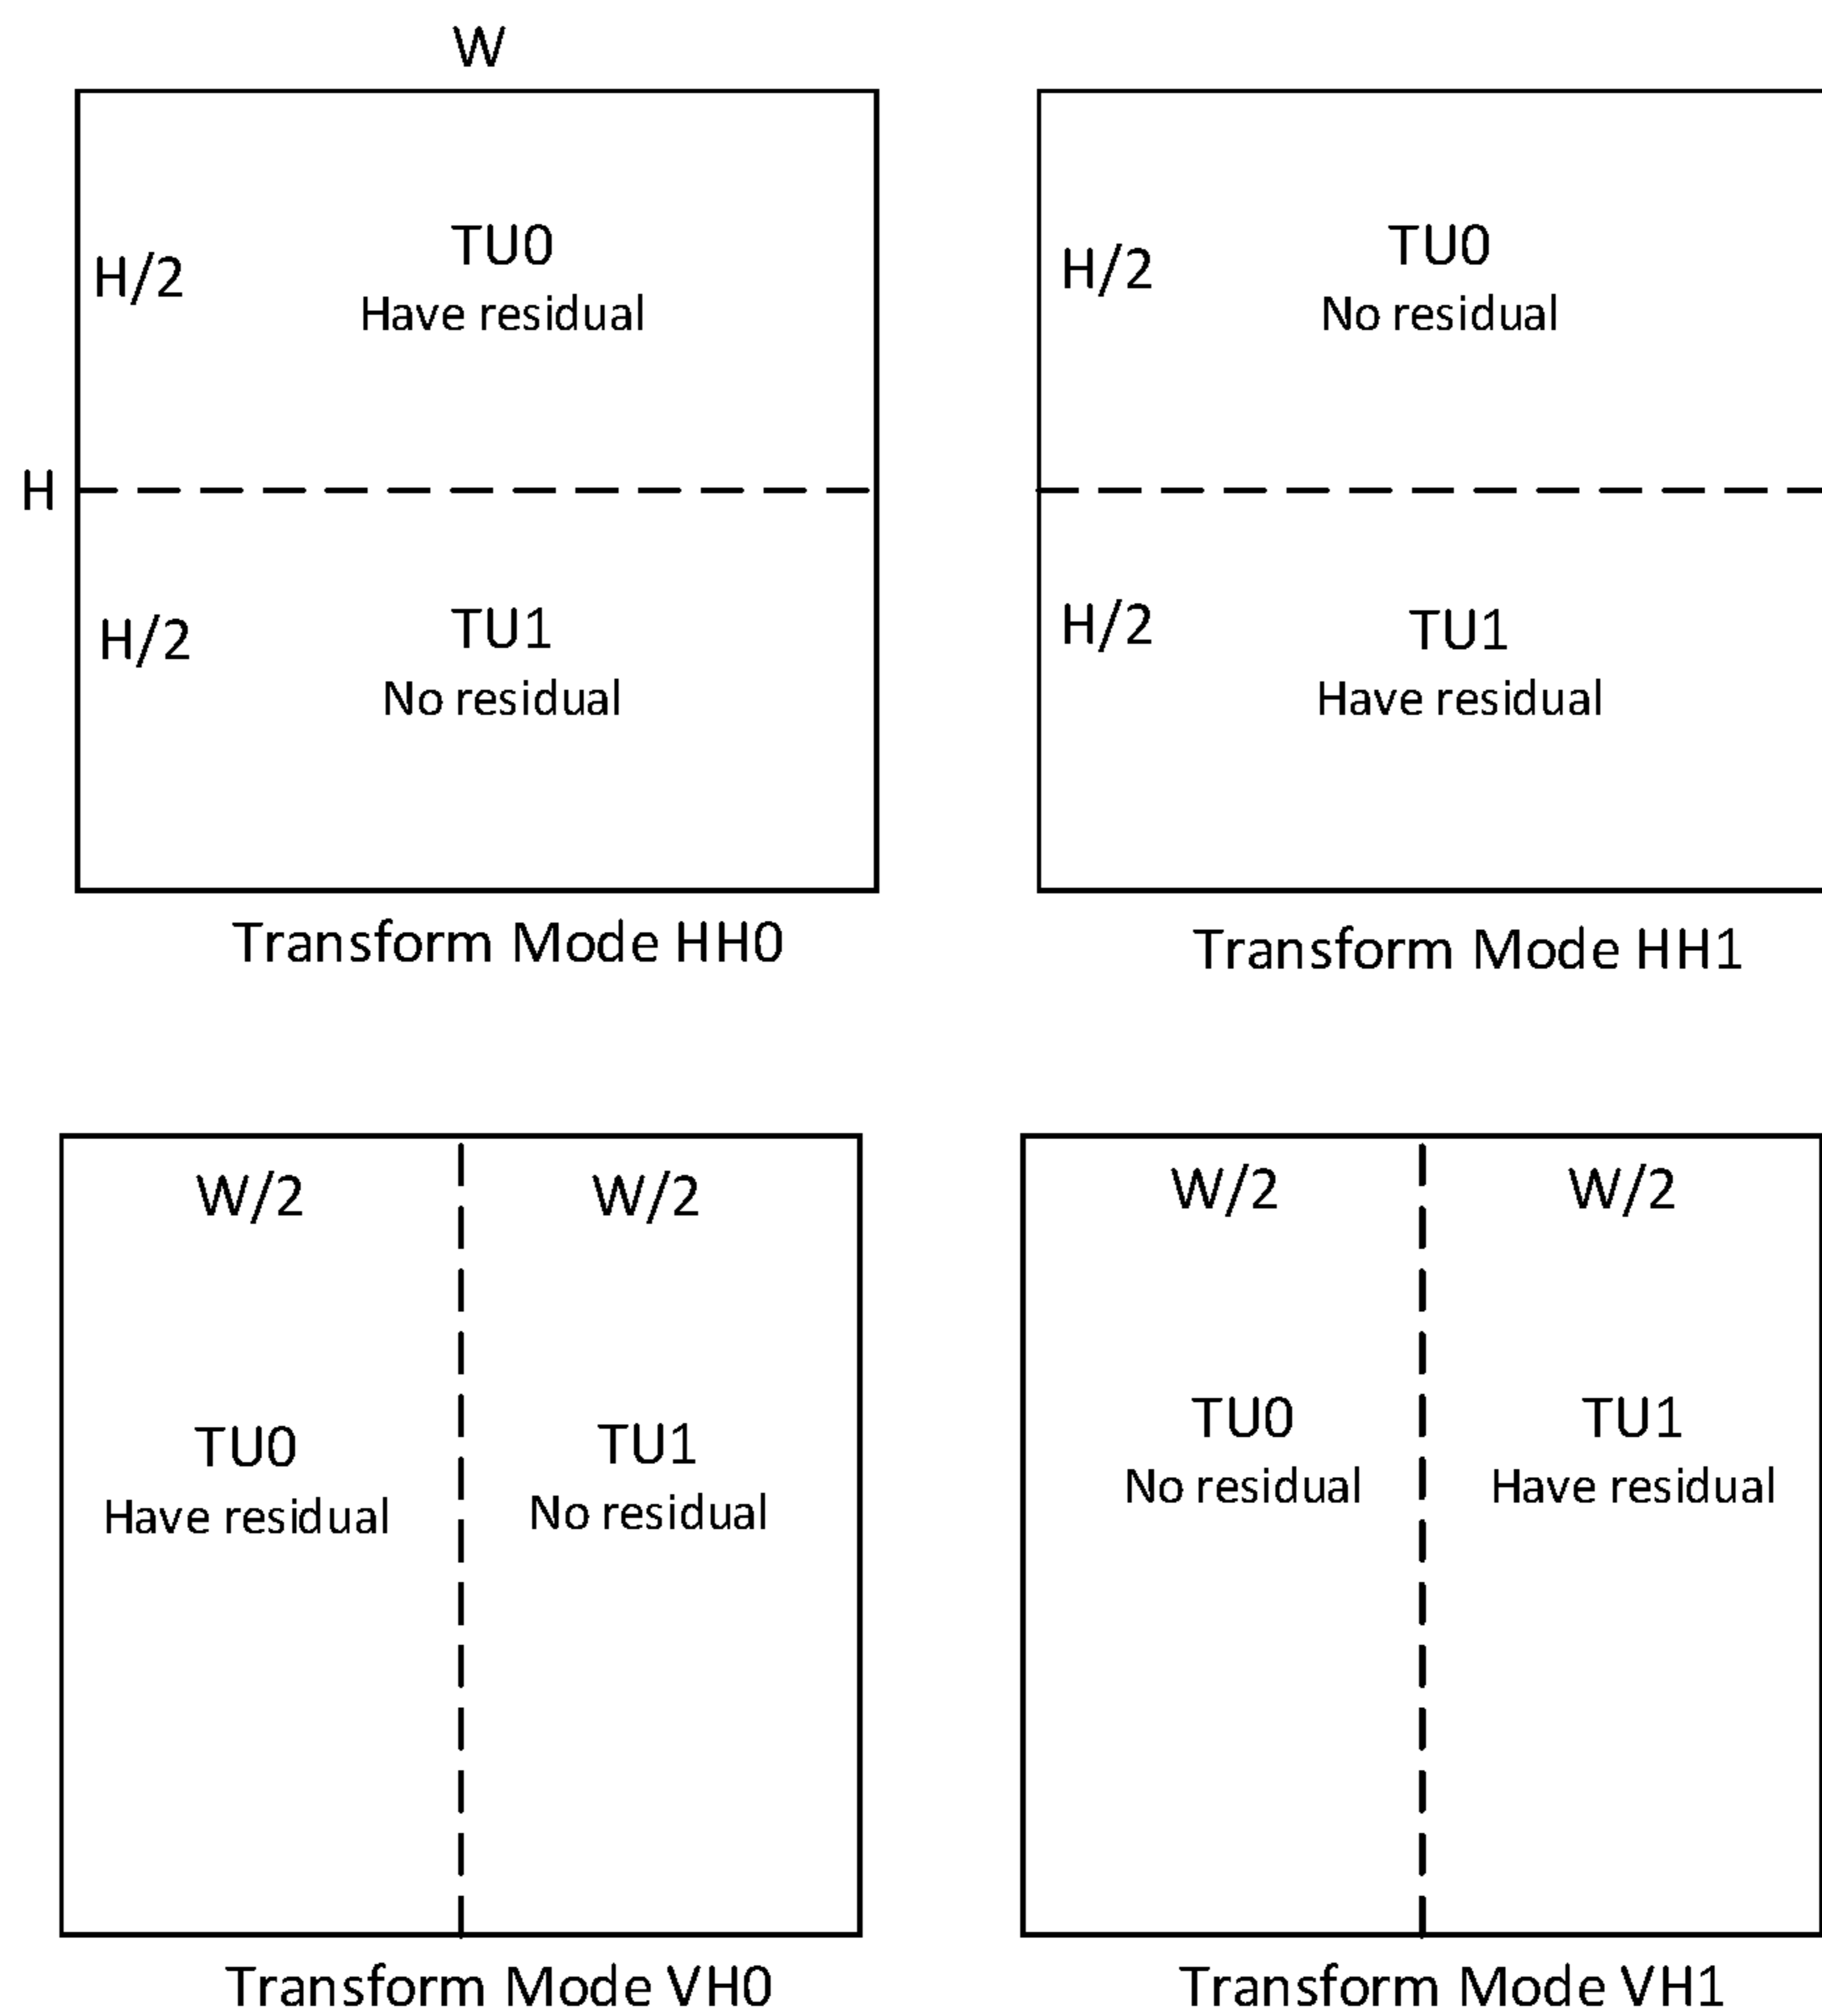 W
H
H/2
TU0
Have residual
H/2
TU1
No residual
Transform Mode HH0
H/2
TU0
No residual
H/2
TU1
Have residual
Transform Mode HH1
W/2
W/2
TU0
Have residual
TU1
No residual
Transform Mode VH0
W/2
W/2
TU0
No residual
TU1
Have residual
Transform Mode VH1